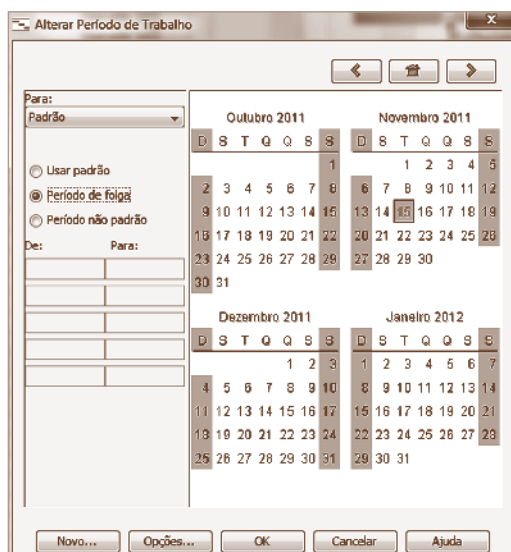 Alterar Período de Trabalho
x
Para:
Padrão
Usar padrão
Período de folga
Período não padrão
De: Para:
Outubro 2011
D S T Q Q S S
1
2 3 4 5 6 7 8
9 10 11 12 13 14 15
16 17 18 19 20 21 22
23 24 25 26 27 28 29
30 31
Novembro 2011
D S T Q Q S S
1 2 3 4 5
6 7 8 9 10 11 12
13 14 15 16 17 18 19
20 21 22 23 24 25 26
27 28 29 30
Dezembro 2011
D S T Q Q S S
1 2 3
4 5 6 7 8 9 10
11 12 13 14 15 16 17
18 19 20 21 22 23 24
25 26 27 28 29 30 31
Janeiro 2012
D S T Q Q S S
1 2 3 4 5 6 7
8 9 10 11 12 13 14
15 16 17 18 19 20 21
22 23 24 25 26 27 28
29 30 31
Novo... Opções... OK Cancelar Ajuda